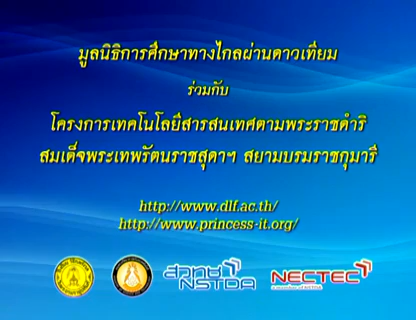 มูลนิธิการศึกษาทางไกลผ่านดาวเทียม
ร่วมกับ
โครงการเทคโนโลยีสารสนเทศตามพระราชดำริ
สมเด็จพระเทพรัตนราชสุดาฯ สยามบรมราชกุมารี
http://www.dlf.ac.th/
http://www.princess-it.org/
สวทช
NSTDA
NECTEC
a member of NSTDA